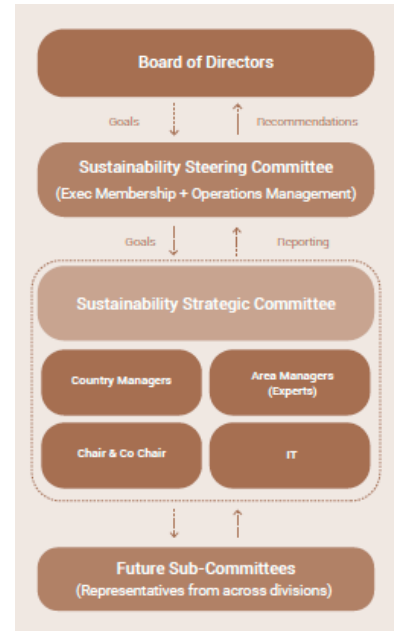 Board of Directors
Goals
Recommendations
Sustainability Steering Committee
(Exec Membership + Operations Management)
Goals
Reporting
Sustainability Strategic Committee
Country Managers
Area Managers
(Experts)
Chair & Co Chair
IT
Future Sub-Committees
(Representatives from across divisions)